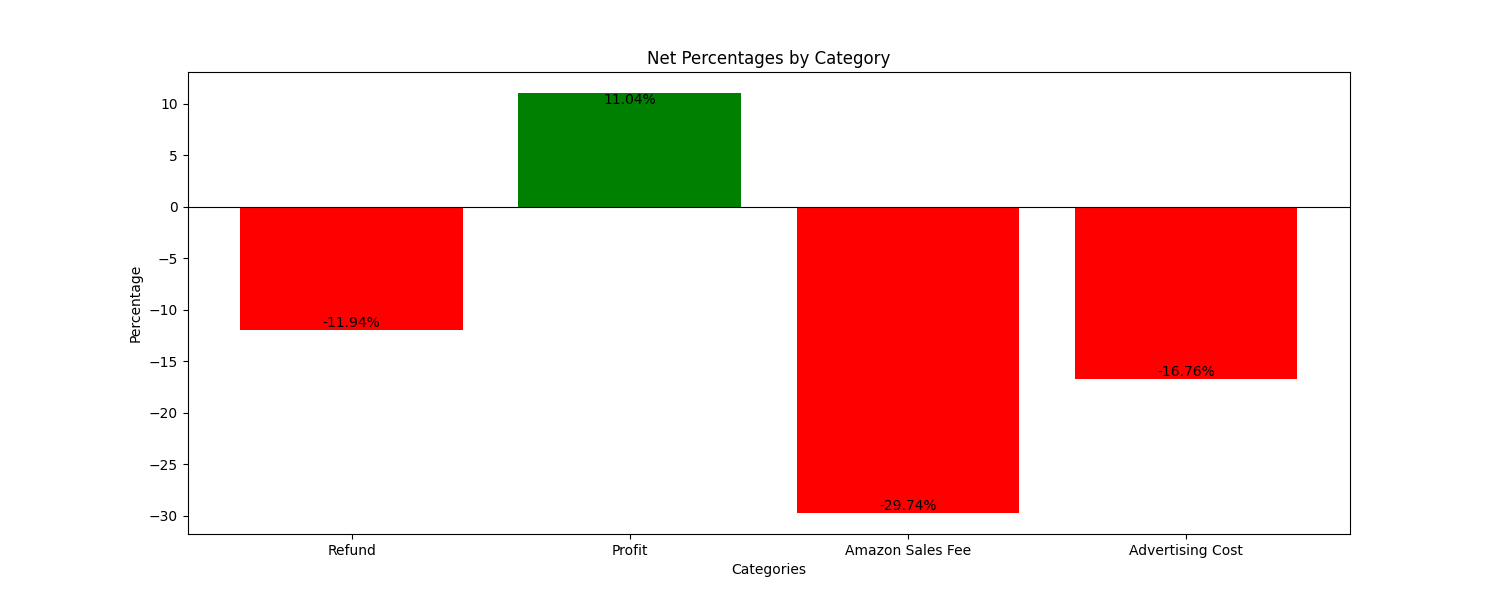 Net Percentages by Category
10
5
0
−5
−10
−15
−20
−25
−30
Percentage
11.04%
-11.94%
-16.76%
-29.74%
Refund
Profit
Amazon Sales Fee
Advertising Cost
Categories